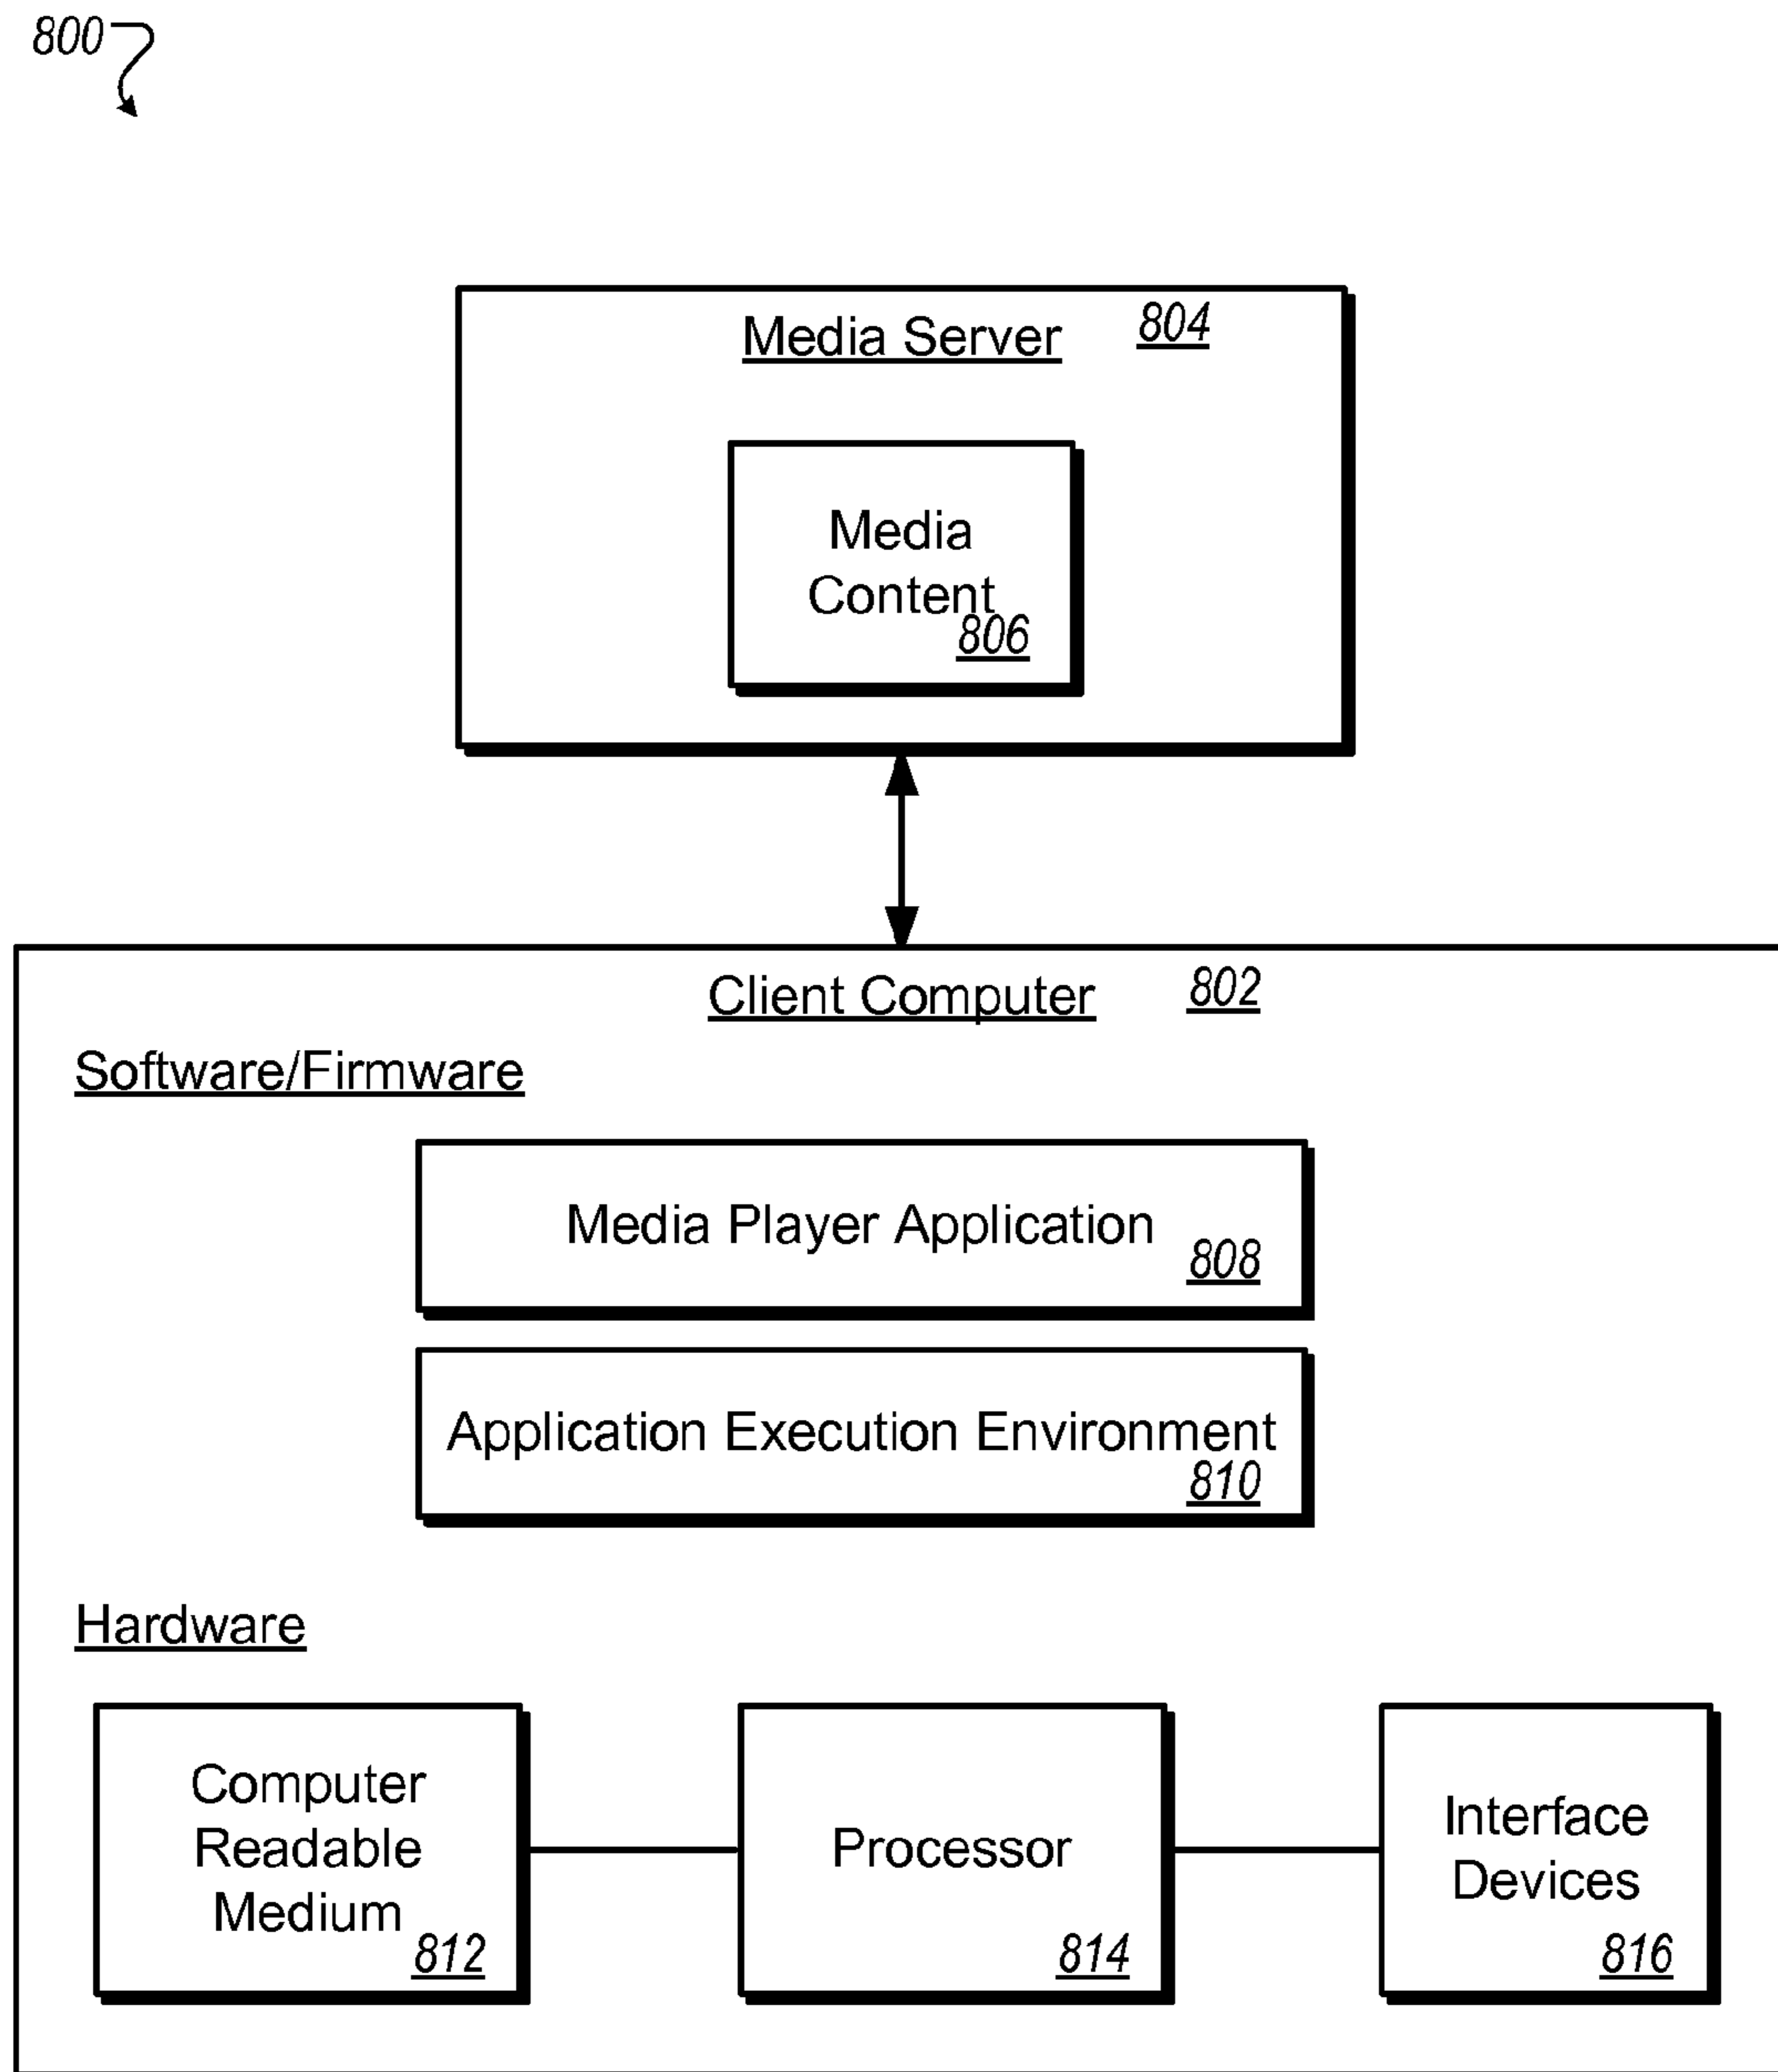 800
Media Server 804
Media
Content
806
Client Computer 802
Software/Firmware
Media Player Application
808
Application Execution Environment
810
Hardware
Computer
Readable
Medium
812
Processor
814
Interface
Devices
816